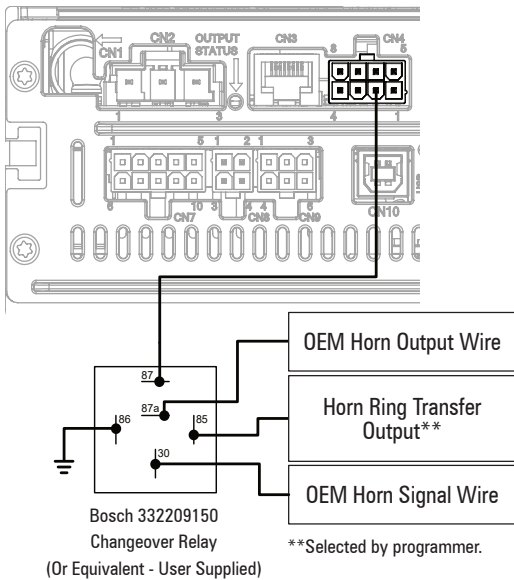 CN1
CN2
OUTPUT
STATUS
CN3
8
CN4
5
1
3
4
1
1
5
1
2
1
3
6
10
3
4
4
6
CN7
CN8
CN9
CN10
87
87a
86
85
30
OEM Horn Output Wire
Horn Ring Transfer
Output**
OEM Horn Signal Wire
Bosch 332209150
Changeover Relay
(Or Equivalent - User Supplied)
**Selected by programmer.